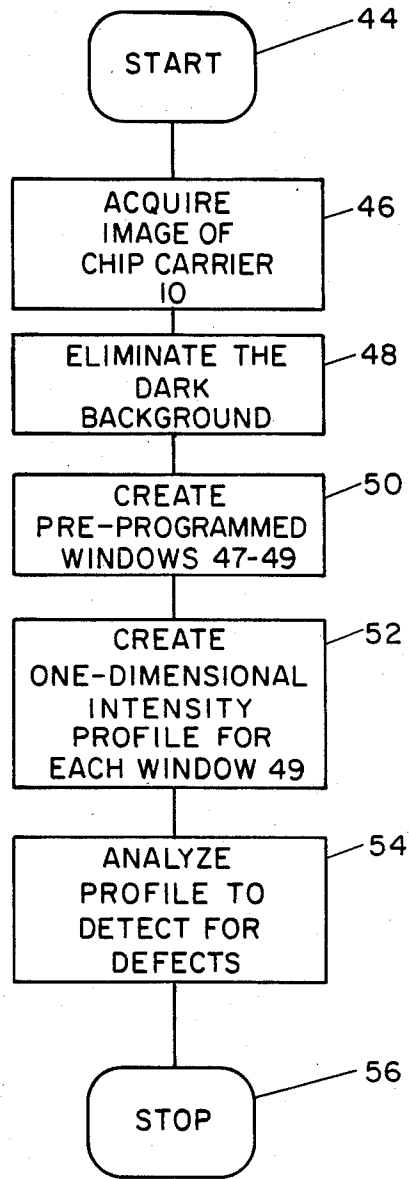 START
44
ACQUIRE
IMAGE OF
CHIP CARRIER
10
46
ELIMINATE THE
DARK
BACKGROUND
48
CREATE
PRE-PROGRAMMED
WINDOWS 47-49
50
CREATE
ONE-DIMENSIONAL
INTENSITY
PROFILE FOR
EACH WINDOW 49
52
ANALYZE
PROFILE TO
DETECT FOR
DEFECTS
54
STOP
56